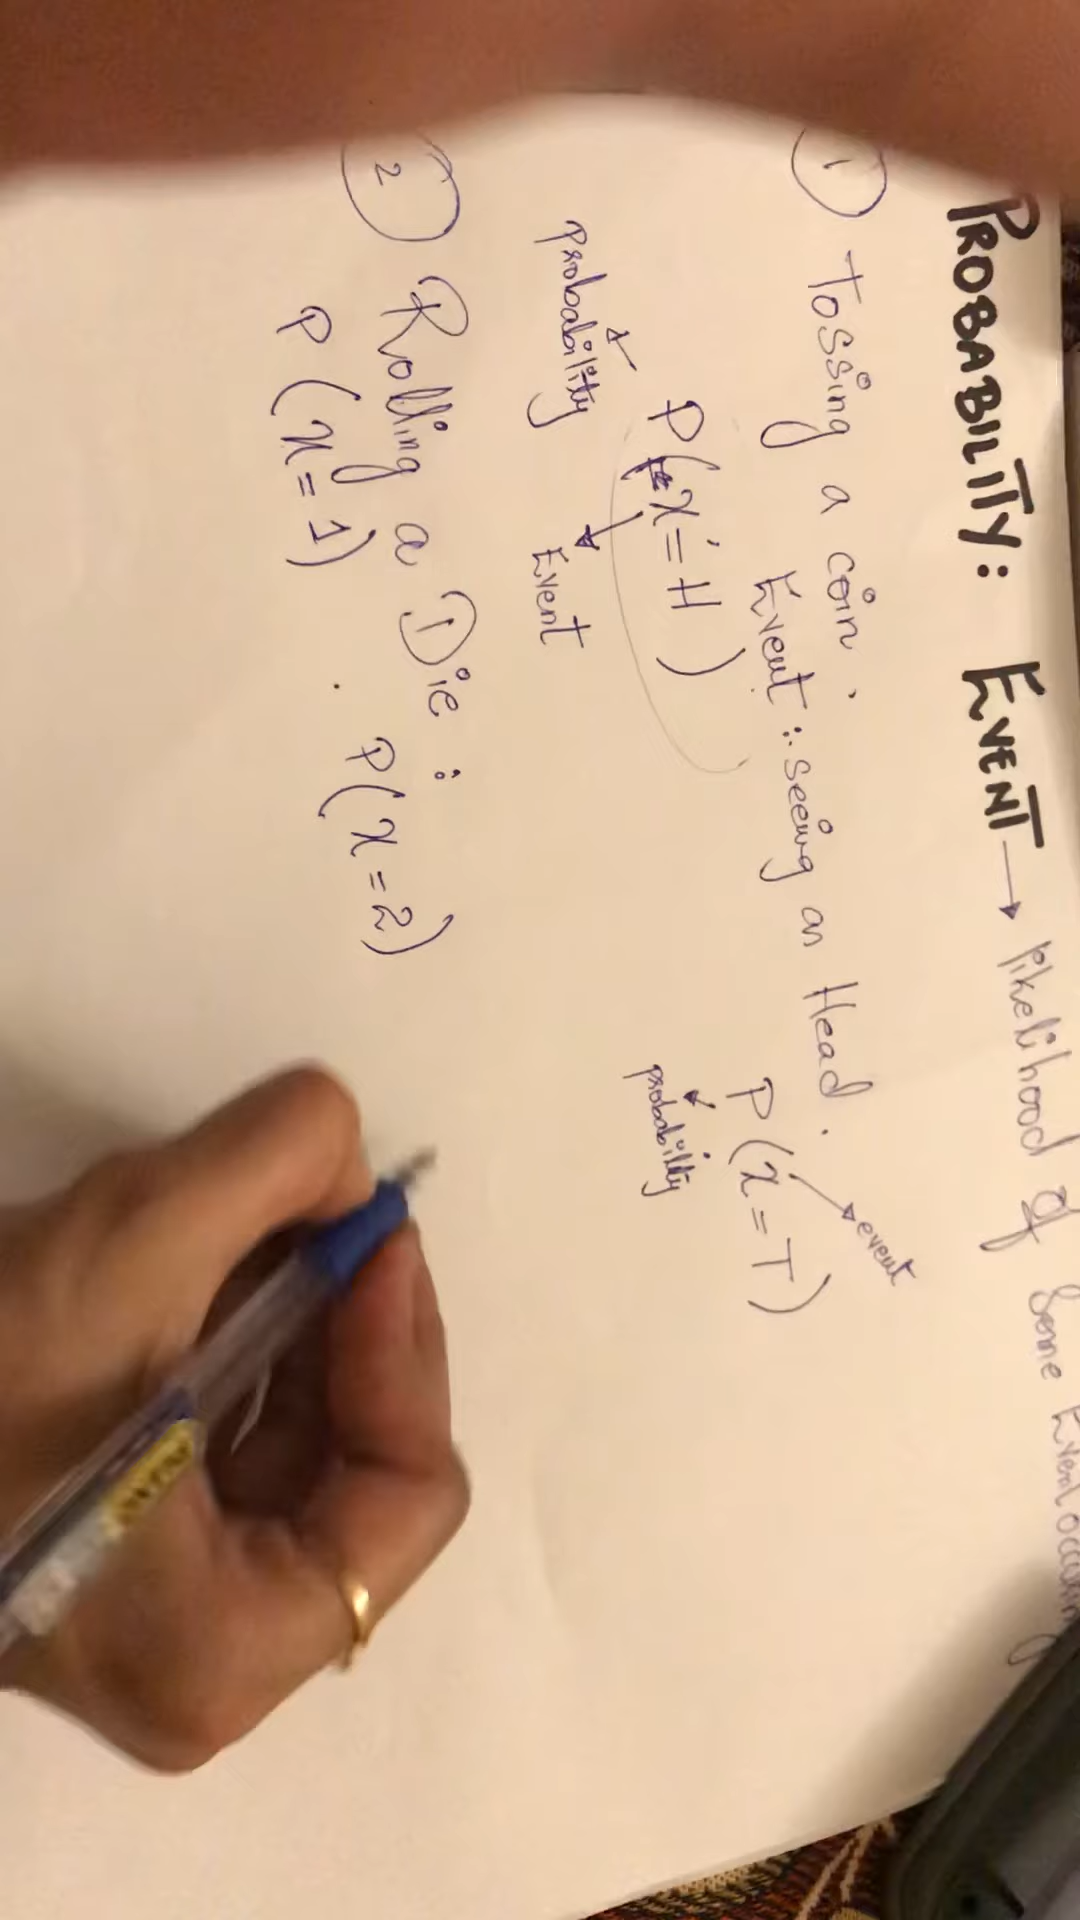 PROBABILITY: EVENT → likelihood of some Event occuring
① Tossing a coin.
Event: seeing an Head.
P(x = H)
probability
Event
P(x = T)
event
probability
② Rolling a Die:
P(x = 1)
P(x = 2)